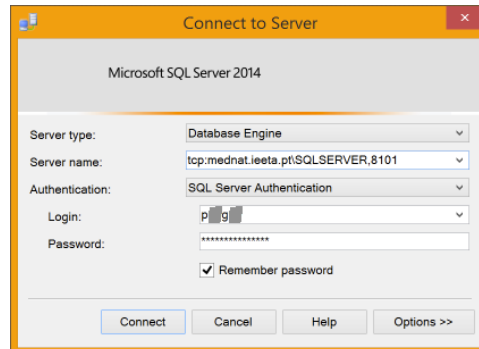 Connect to Server
Microsoft SQL Server 2014
Server type: Database Engine
Server name: tcp:mednat.ieeta.pt\SQLSERVER,8101
Authentication: SQL Server Authentication
Login:
Password: ***************
Remember password
Connect Cancel Help Options >>